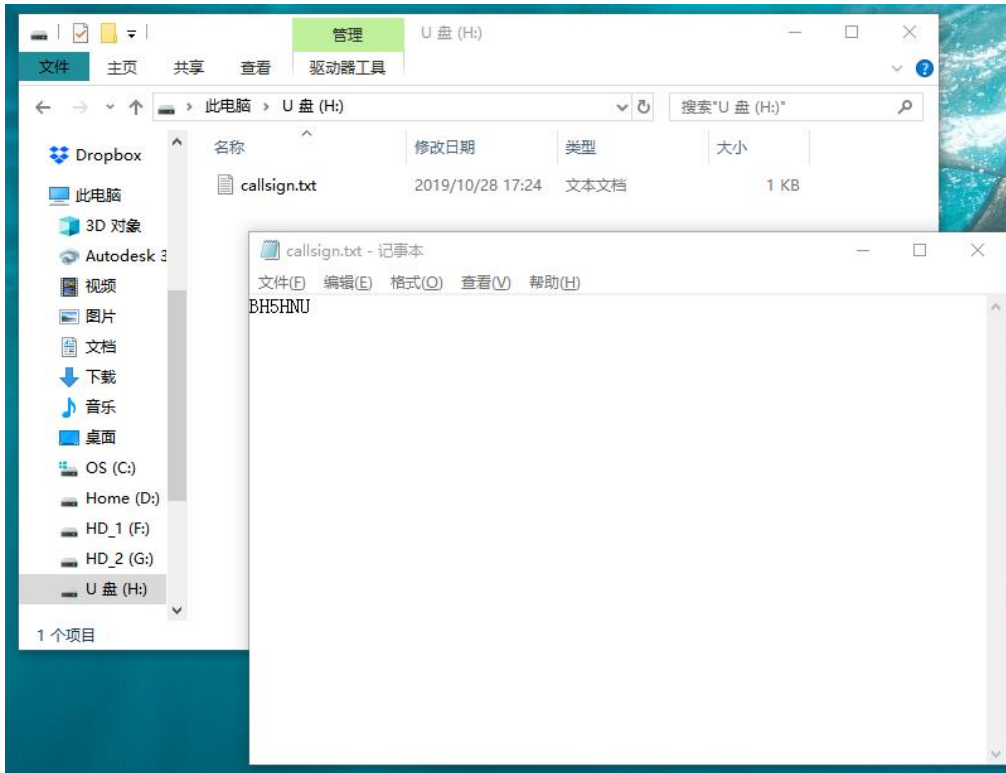 管理
U 盘 (H:)
文件
主页
共享
查看
驱动器工具
此电脑 › U 盘 (H:)
搜索"U 盘 (H:)"
名称
修改日期
类型
大小
callsign.txt
2019/10/28 17:24
文本文档
1 KB
Dropbox
此电脑
3D 对象
Autodesk 3
视频
图片
文档
下载
音乐
桌面
OS (C:)
Home (D:)
HD_1 (F:)
HD_2 (G:)
U 盘 (H:)
1 个项目
callsign.txt - 记事本
文件(F) 编辑(E) 格式(O) 查看(V) 帮助(H)
BH5HNU